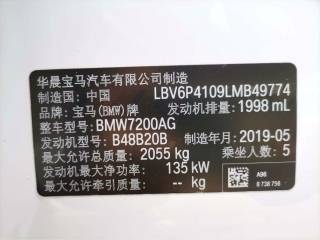 华晨宝马汽车有限公司制造
制造国: 中国 LBV6P4109LMB49774
品牌: 宝马(BMW)牌 发动机排量: 1998 mL
整车型号: BMW7200AG
发动机型号: B48B20B 制造年月: 2019-05
最大允许总质量: 2055 kg 乘坐人数: 5
发动机最大净功率: 135 kW A96
最大允许牵引质量: -- kg 8 738 756